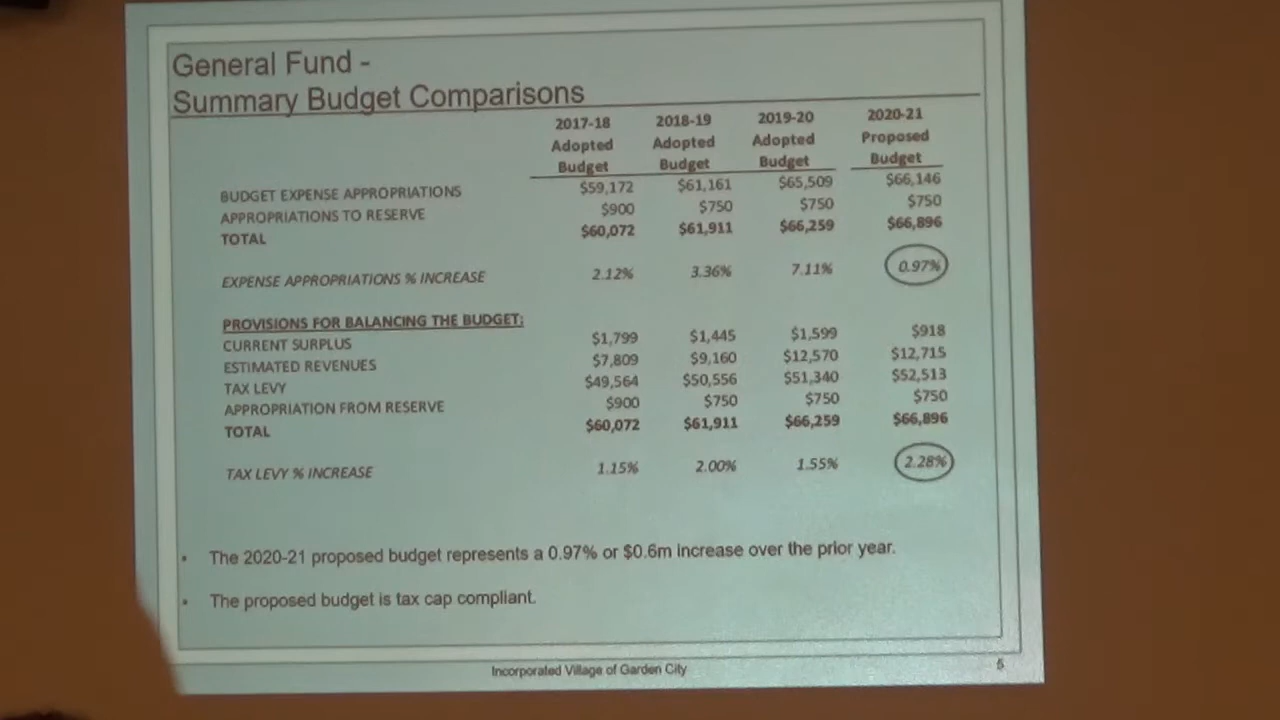 General Fund -
Summary Budget Comparisons
2017-18 2018-19 2019-20 2020-21
Adopted Adopted Adopted Proposed
Budget Budget Budget Budget
BUDGET EXPENSE APPROPRIATIONS $59,172 $61,161 $65,509 $66,146
APPROPRIATIONS TO RESERVE $900 $750 $750 $750
TOTAL $60,072 $61,911 $66,259 $66,896
EXPENSE APPROPRIATIONS % INCREASE 2.12% 3.36% 7.11% 0.97%
PROVISIONS FOR BALANCING THE BUDGET:
CURRENT SURPLUS $1,799 $1,445 $1,599 $918
ESTIMATED REVENUES $7,809 $9,160 $12,570 $12,715
TAX LEVY $49,564 $50,556 $51,340 $52,513
APPROPRIATION FROM RESERVE $900 $750 $750 $750
TOTAL $60,072 $61,911 $66,259 $66,896
TAX LEVY % INCREASE 1.15% 2.00% 1.55% 2.28%
• The 2020-21 proposed budget represents a 0.97% or $0.6m increase over the prior year.
• The proposed budget is tax cap compliant.
Incorporated Village of Garden City 5